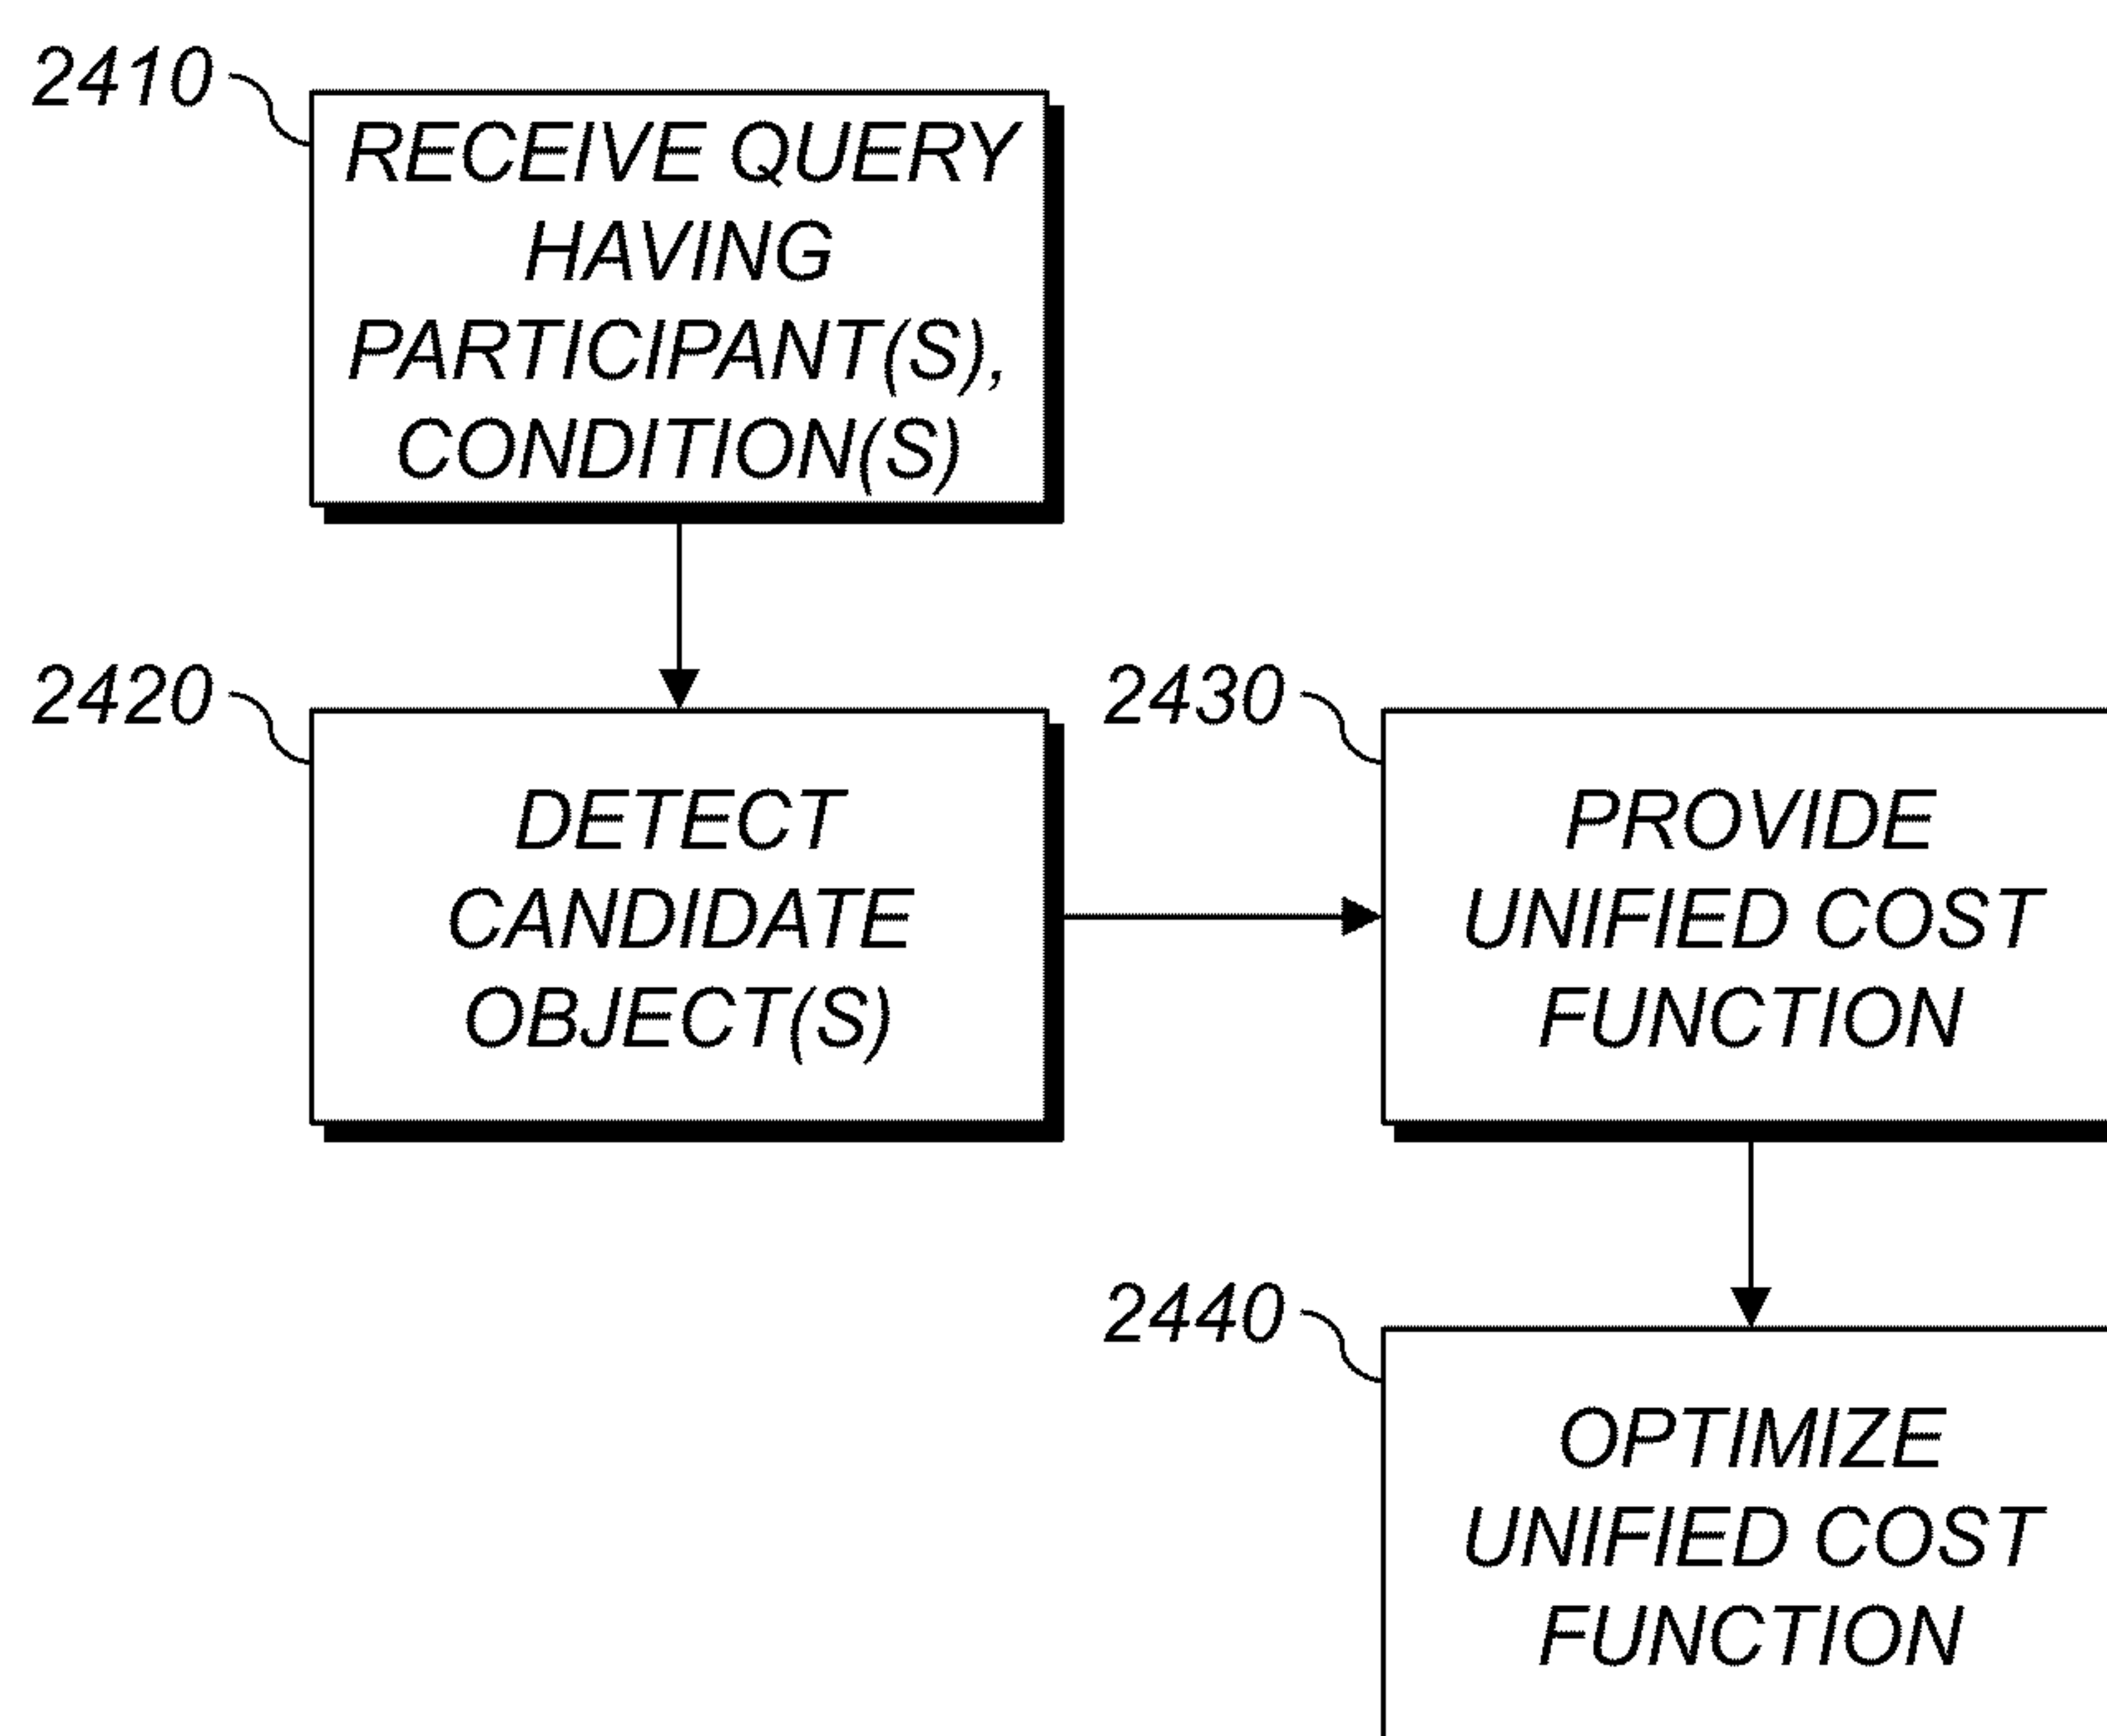 2410
RECEIVE QUERY
HAVING
PARTICIPANT(S),
CONDITION(S)
2420
DETECT
CANDIDATE
OBJECT(S)
2430
PROVIDE
UNIFIED COST
FUNCTION
2440
OPTIMIZE
UNIFIED COST
FUNCTION